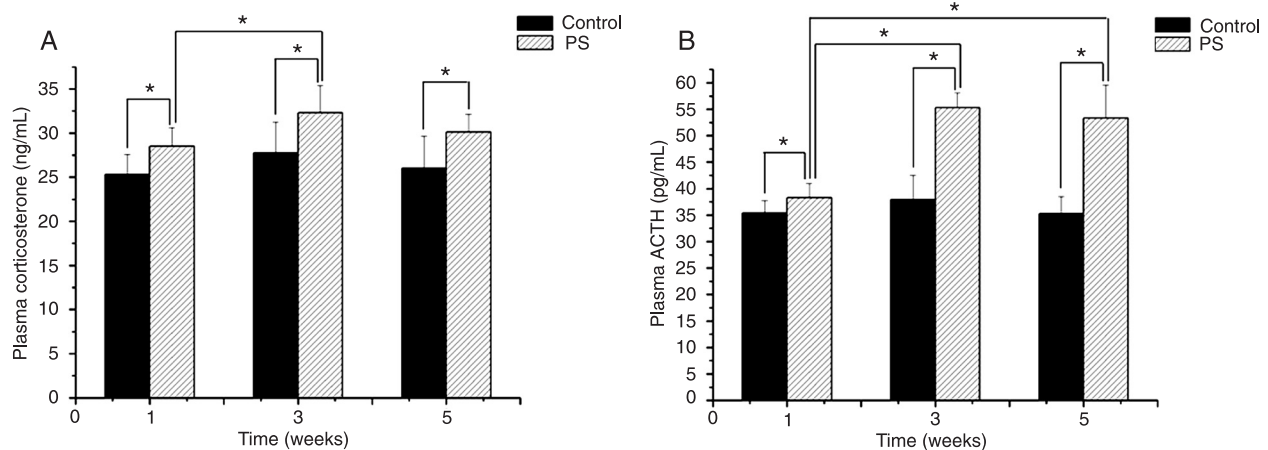 A
Control
PS
*
*
*
*
Plasma corticosterone (ng/mL)
35
30
25
20
15
10
5
0
0 1 3 5
Time (weeks)
B
Control
PS
*
*
*
*
*
Plasma ACTH (pg/mL)
60
55
50
45
40
35
30
25
20
15
10
5
0
0 1 3 5
Time (weeks)